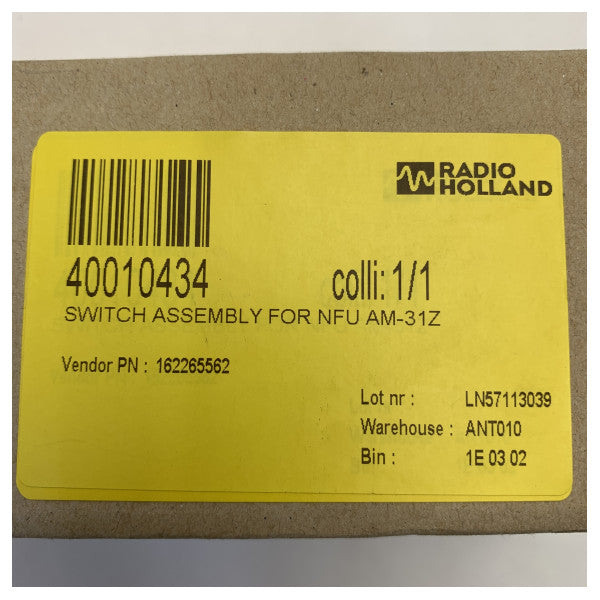 RADIO
HOLLAND
40010434 colli: 1/1
SWITCH ASSEMBLY FOR NFU AM-31Z
Vendor PN : 162265562
Lot nr : LN57113039
Warehouse : ANT010
Bin : 1E 03 02